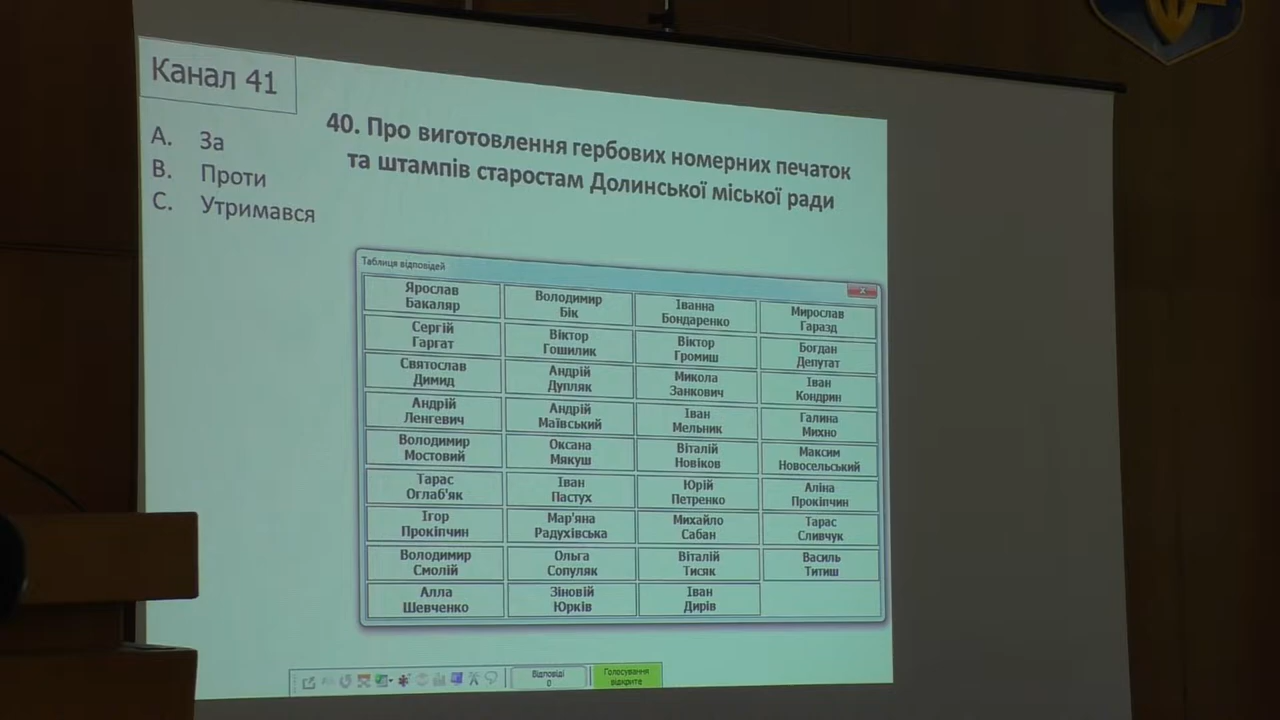 Канал 41
40. Про виготовлення гербових номерних печаток
та штампів старостам Долинської міської ради
A. За
B. Проти
C. Утримався
Таблиця відповідей
Ярослав Бакаляр
Володимир Бік
Іванна Бондаренко
Мирослав Гаразд
Сергій Гаргат
Віктор Гошилик
Віктор Громиш
Богдан Депутат
Святослав Димид
Андрій Дупляк
Микола Занкович
Іван Кондрин
Андрій Ленгевич
Андрій Маївський
Іван Мельник
Галина Михно
Володимир Мостовий
Оксана Мякуш
Віталій Новіков
Максим Новосельський
Тарас Оглаб'як
Іван Пастух
Юрій Петренко
Аліна Прокіпчин
Ігор Прокіпчин
Мар'яна Радухівська
Михайло Сабан
Тарас Сливчук
Володимир Смолій
Ольга Сопуляк
Віталій Тисяк
Василь Титиш
Алла Шевченко
Зіновій Юрків
Іван Дирів
Відповіді
0
Голосування
відкрите